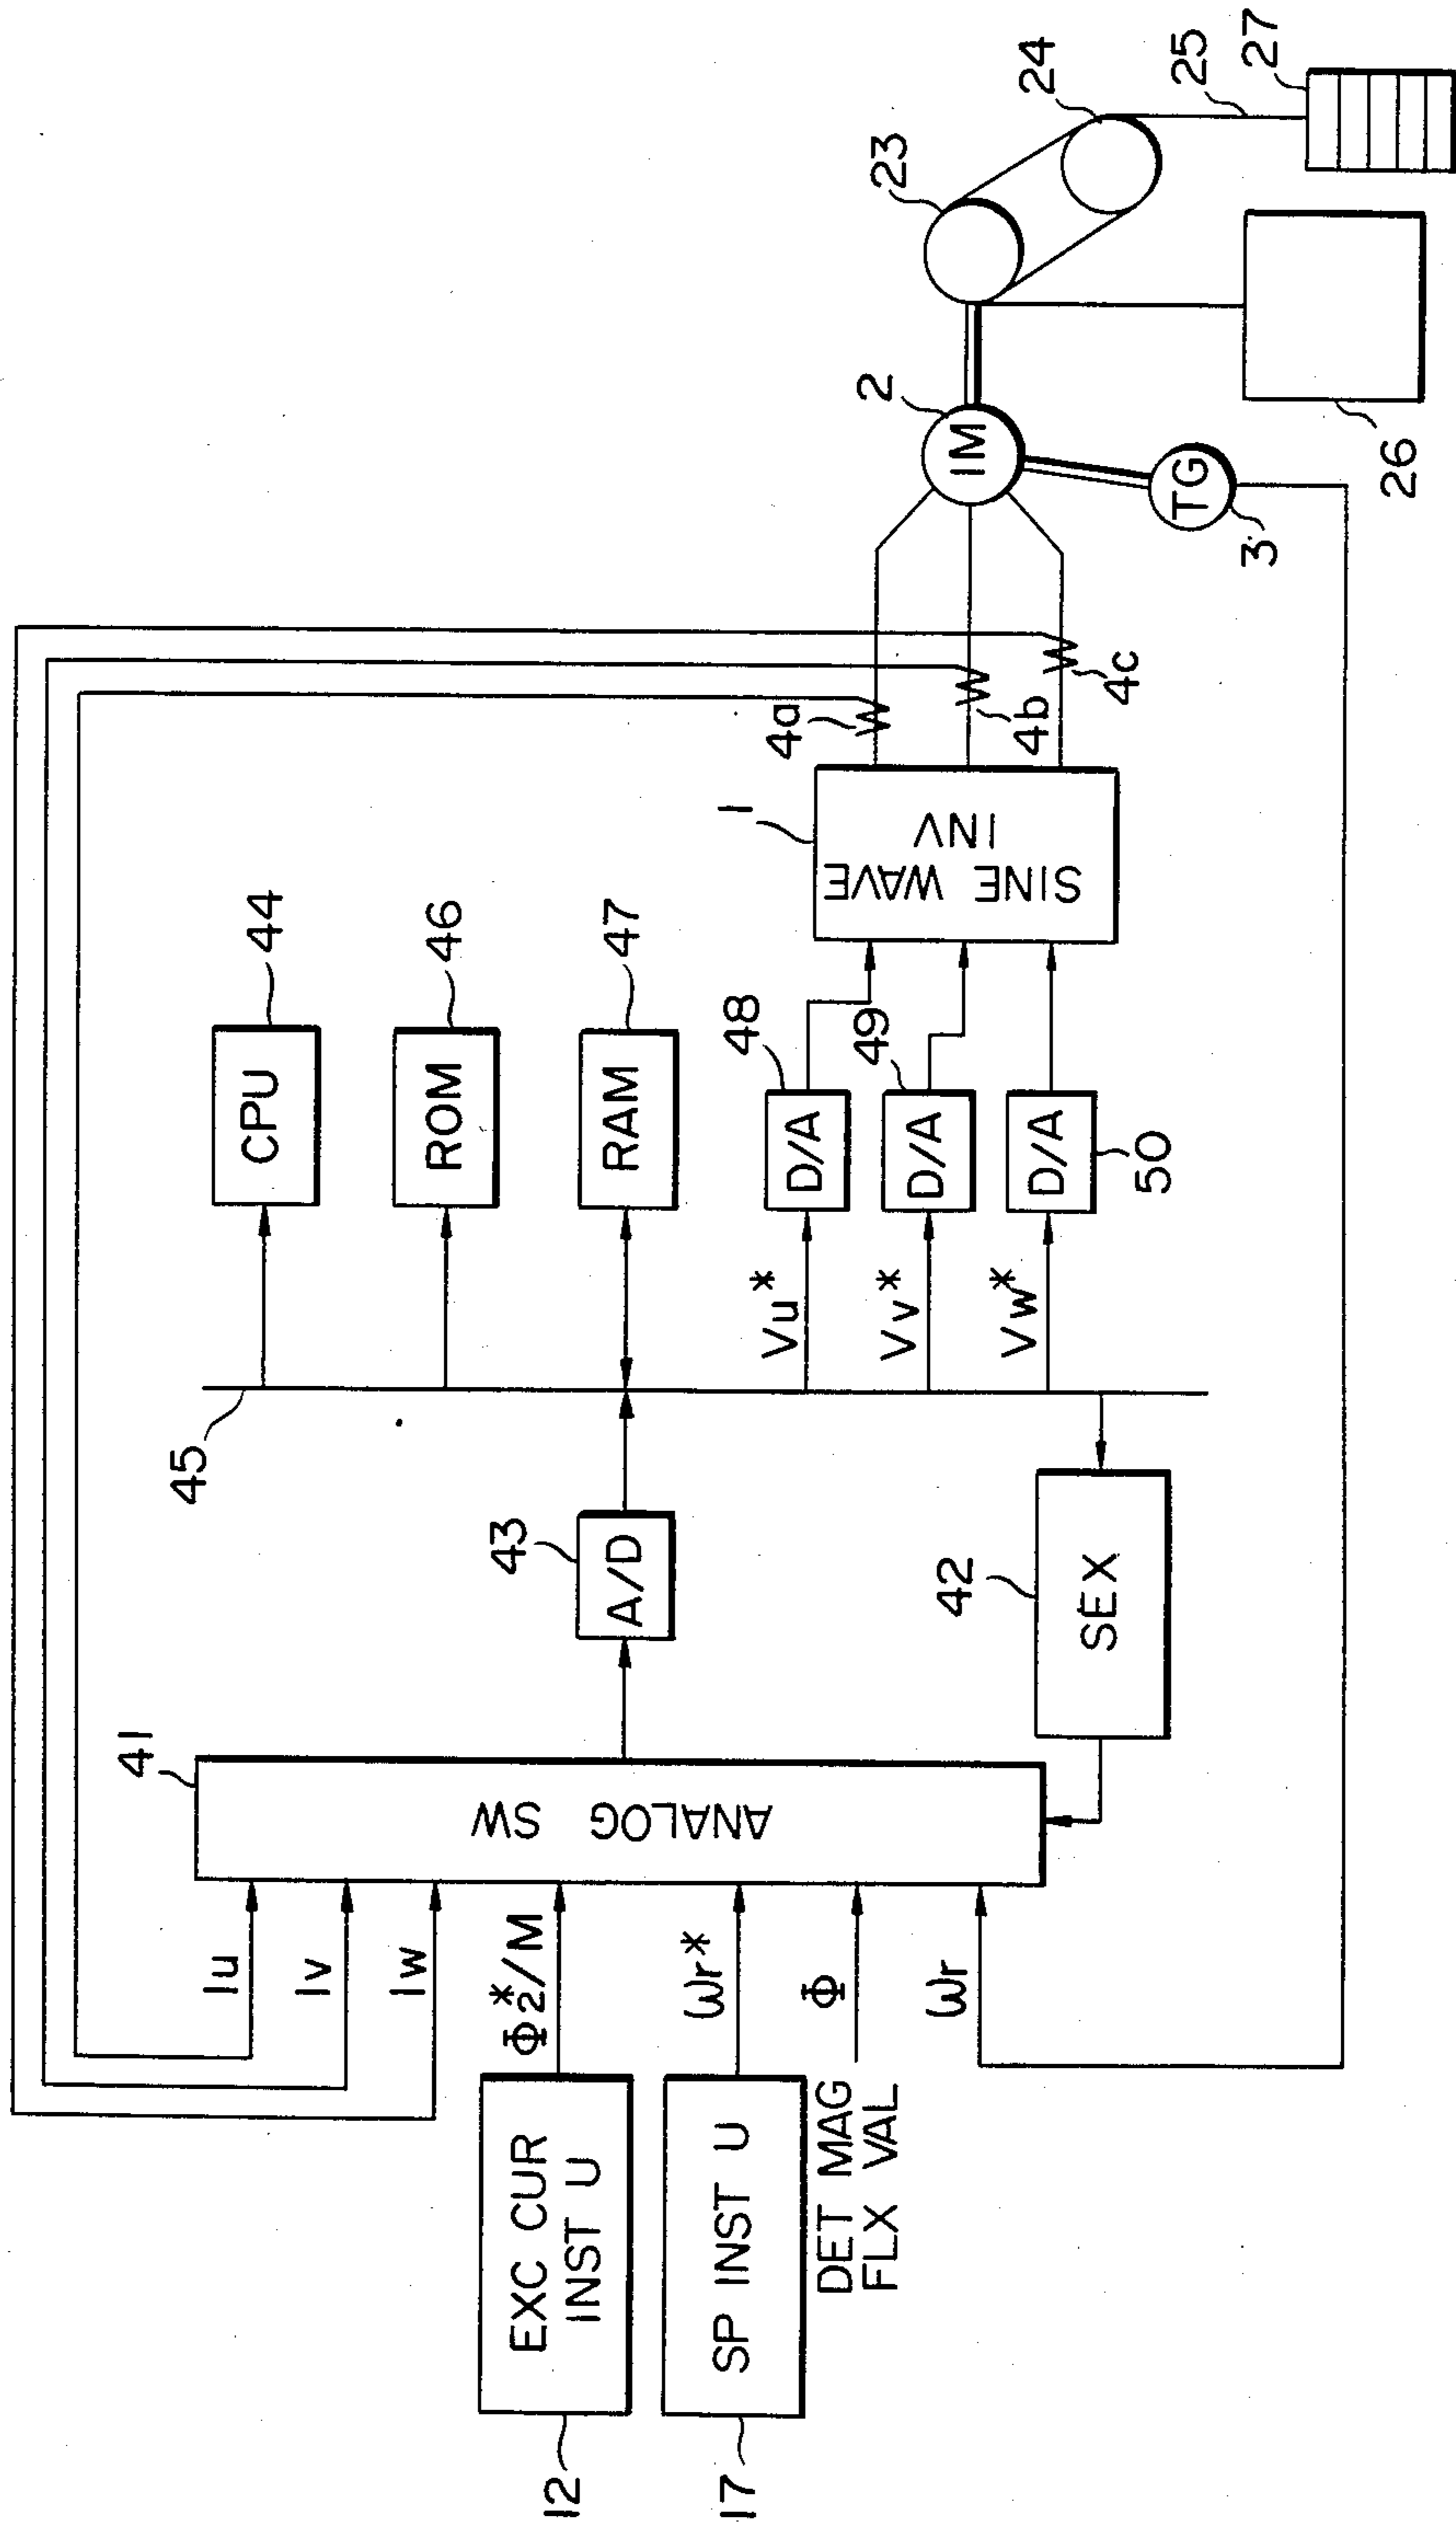 41
ANALOG SW
Iu
Iv
Iw
Φ2*/M
ωr*
Φ
ωr
EXC CUR
INST U
12
SP INST U
17
DET MAG
FLX VAL
43
A/D
42
SEX
45
CPU
44
ROM
46
RAM
47
Vu*
D/A
48
Vv*
D/A
49
Vw*
D/A
50
1
SINE WAVE
INV
4a
4b
4c
2
IM
TG
3
23
24
25
26
27